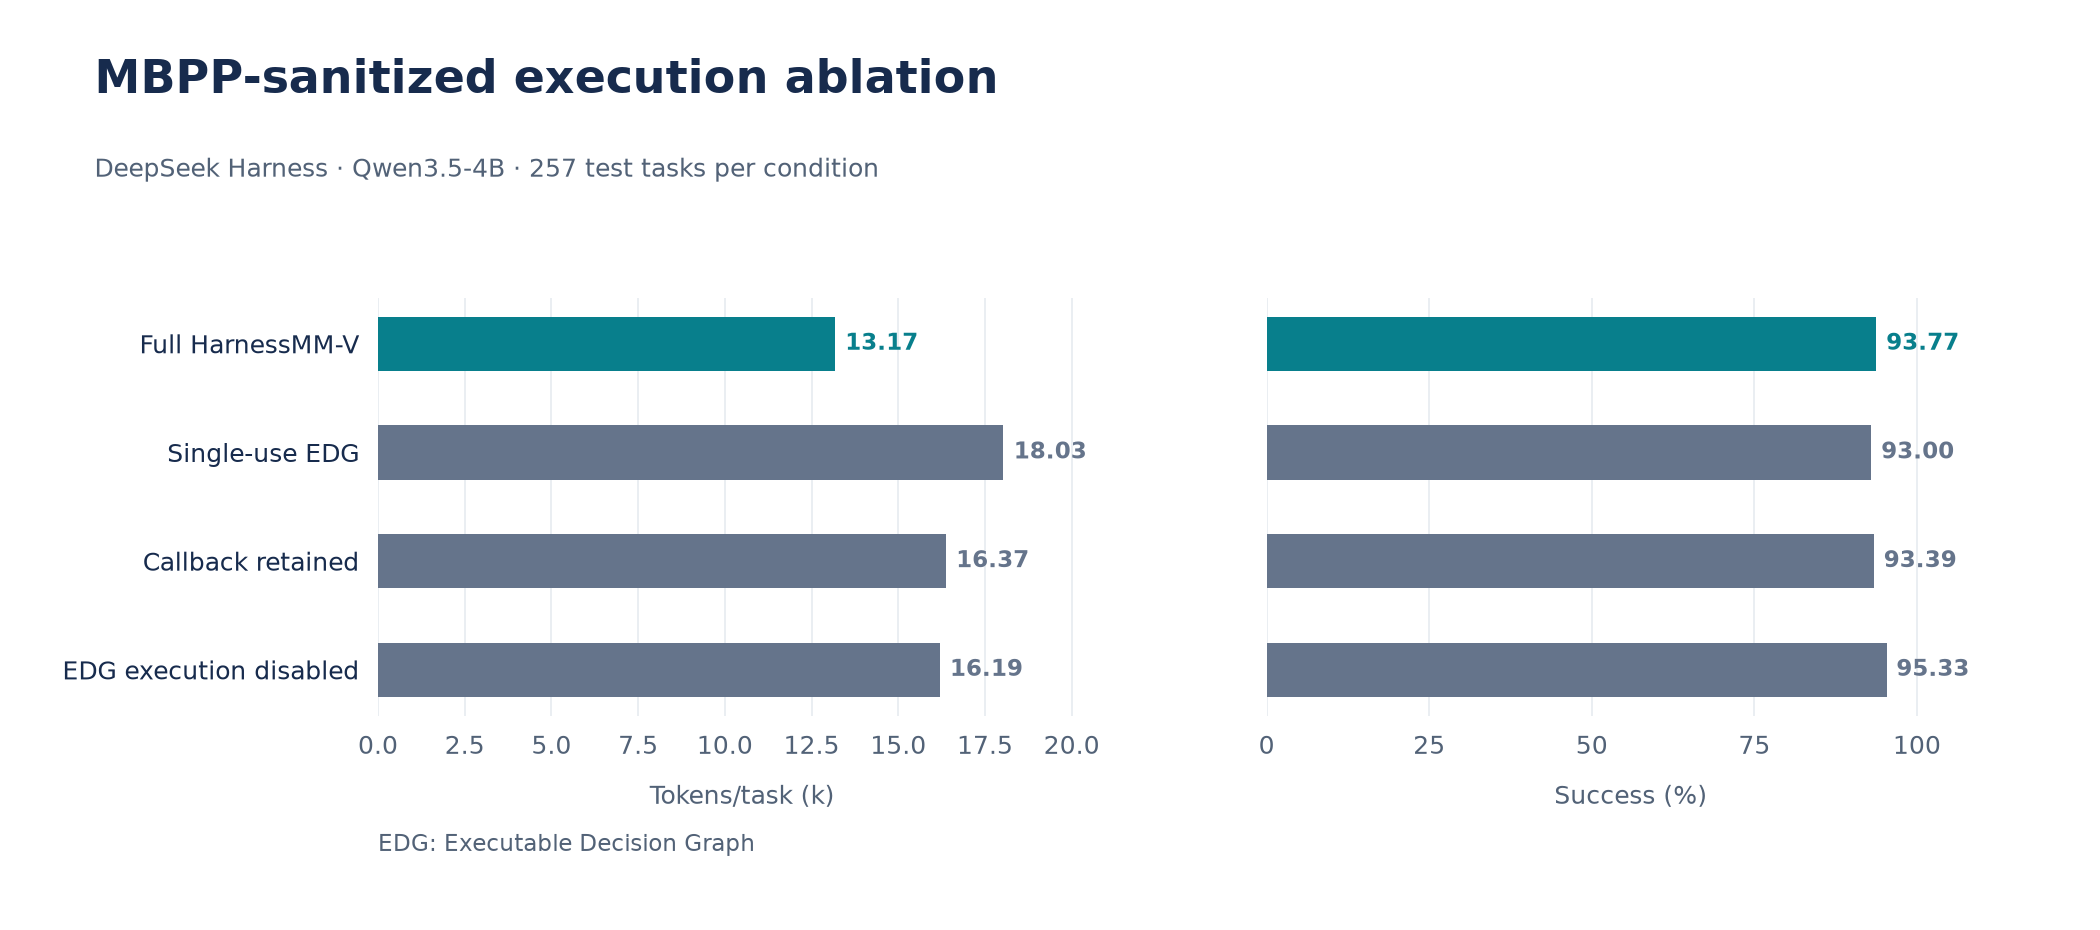 MBPP-sanitized execution ablation
DeepSeek Harness · Qwen3.5-4B · 257 test tasks per condition
Full HarnessMM-V 13.17 93.77
Single-use EDG 18.03 93.00
Callback retained 16.37 93.39
EDG execution disabled 16.19 95.33
0.0 2.5 5.0 7.5 10.0 12.5 15.0 17.5 20.0 0 25 50 75 100
Tokens/task (k) Success (%)
EDG: Executable Decision Graph